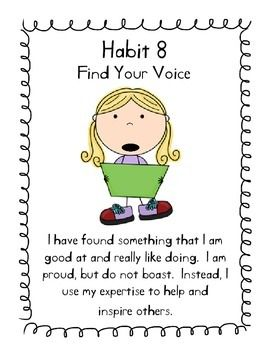 Habit 8
Find Your Voice
I have found something that I am
good at and really like doing. I am
proud, but do not boast. Instead, I
use my expertise to help and
inspire others.